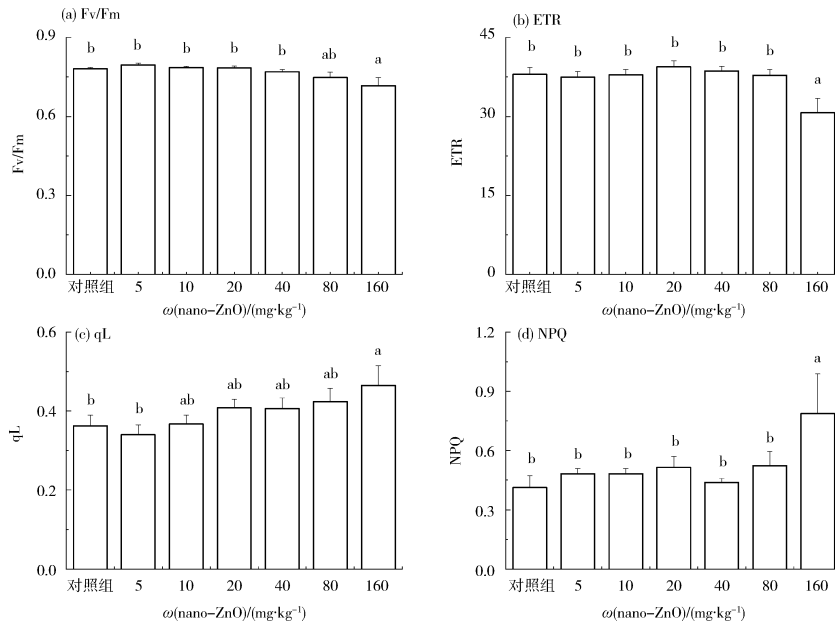 (a) Fv/Fm
0.9
0.6
0.3
0.0
Fv/Fm
b b b b b ab a
对照组 5 10 20 40 80 160
ω(nano−ZnO)/(mg·kg⁻¹)
(b) ETR
45
30
15
0
ETR
b b b b b b a
对照组 5 10 20 40 80 160
ω(nano−ZnO)/(mg·kg⁻¹)
(c) qL
0.6
0.4
0.2
0.0
qL
b b ab ab ab ab a
对照组 5 10 20 40 80 160
ω(nano−ZnO)/(mg·kg⁻¹)
(d) NPQ
1.2
0.9
0.6
0.3
0.0
NPQ
b b b b b b a
对照组 5 10 20 40 80 160
ω(nano−ZnO)/(mg·kg⁻¹)